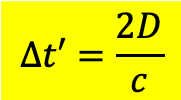 Δt′ = 2D/c